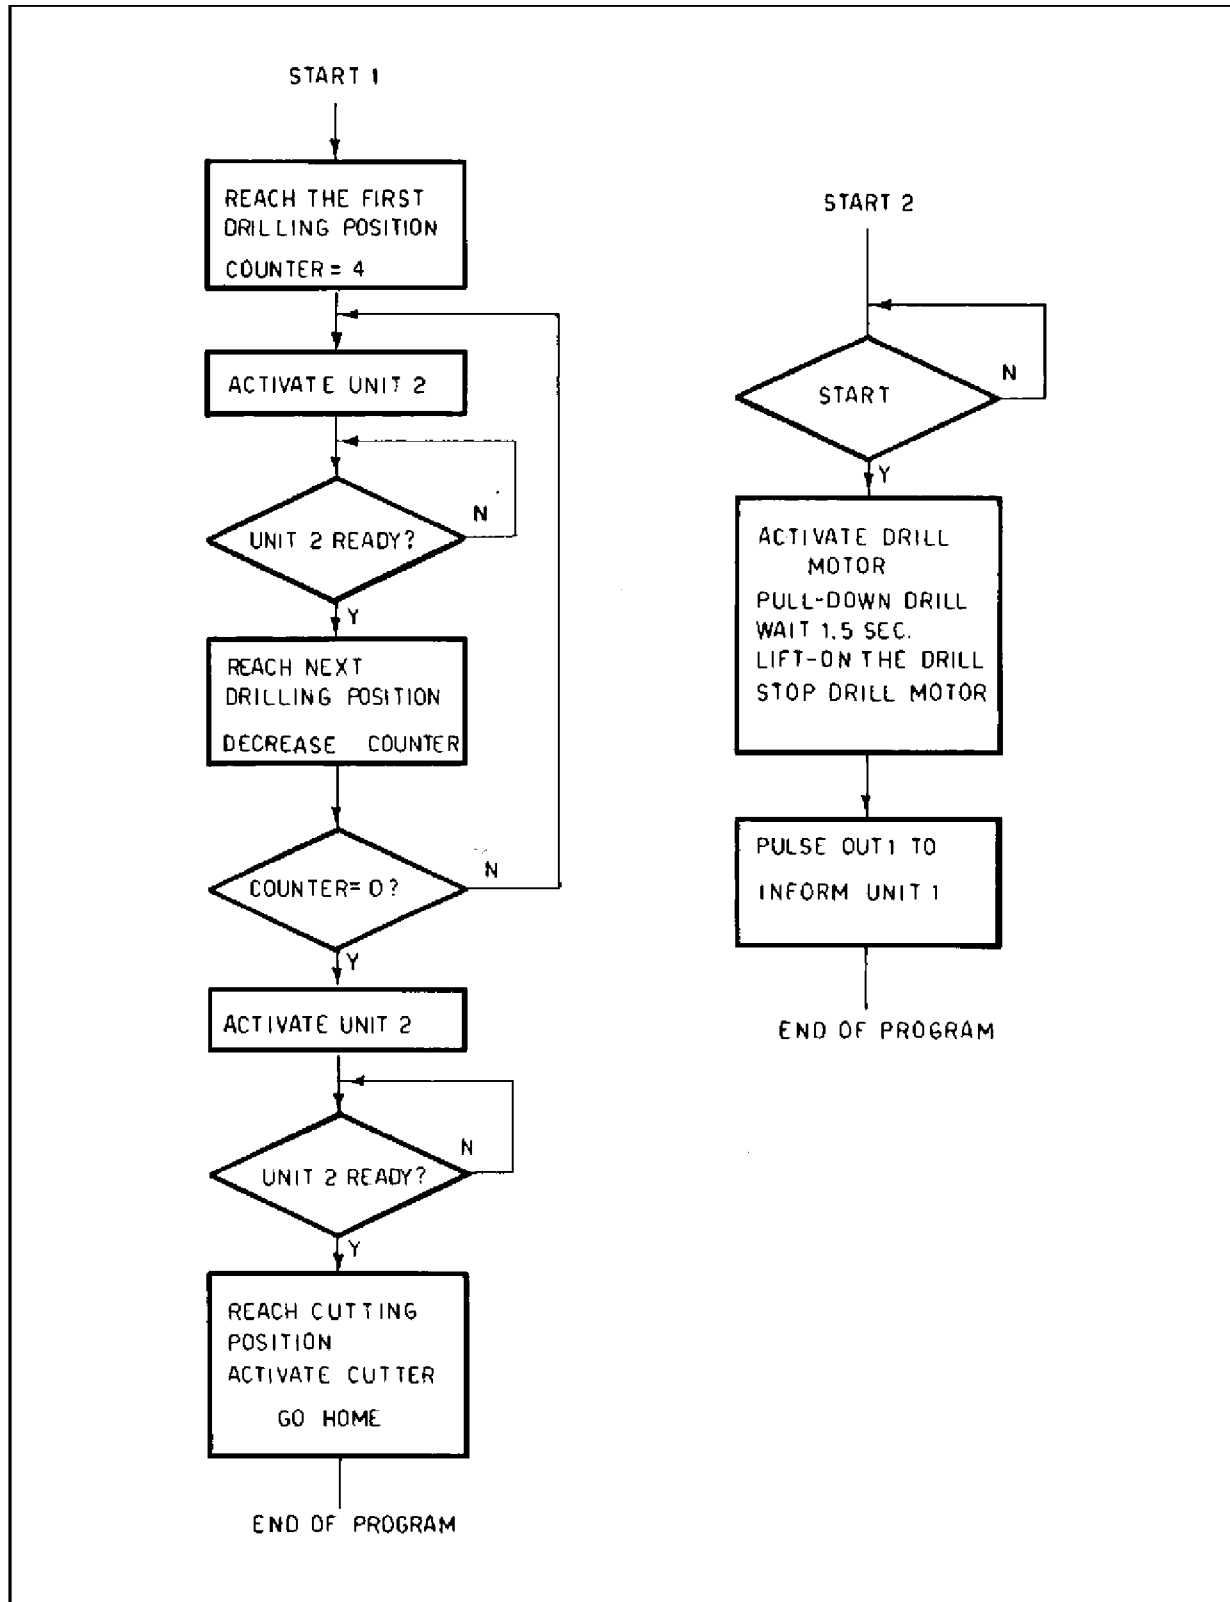 START 1
REACH THE FIRST
DRILLING POSITION
COUNTER = 4
ACTIVATE UNIT 2
UNIT 2 READY?
N
Y
REACH NEXT
DRILLING POSITION
DECREASE COUNTER
COUNTER= 0?
N
Y
ACTIVATE UNIT 2
UNIT 2 READY?
N
Y
REACH CUTTING
POSITION
ACTIVATE CUTTER
GO HOME
END OF PROGRAM
START 2
START
N
Y
ACTIVATE DRILL
MOTOR
PULL-DOWN DRILL
WAIT 1.5 SEC.
LIFT-ON THE DRILL
STOP DRILL MOTOR
PULSE OUT1 TO
INFORM UNIT 1
END OF PROGRAM